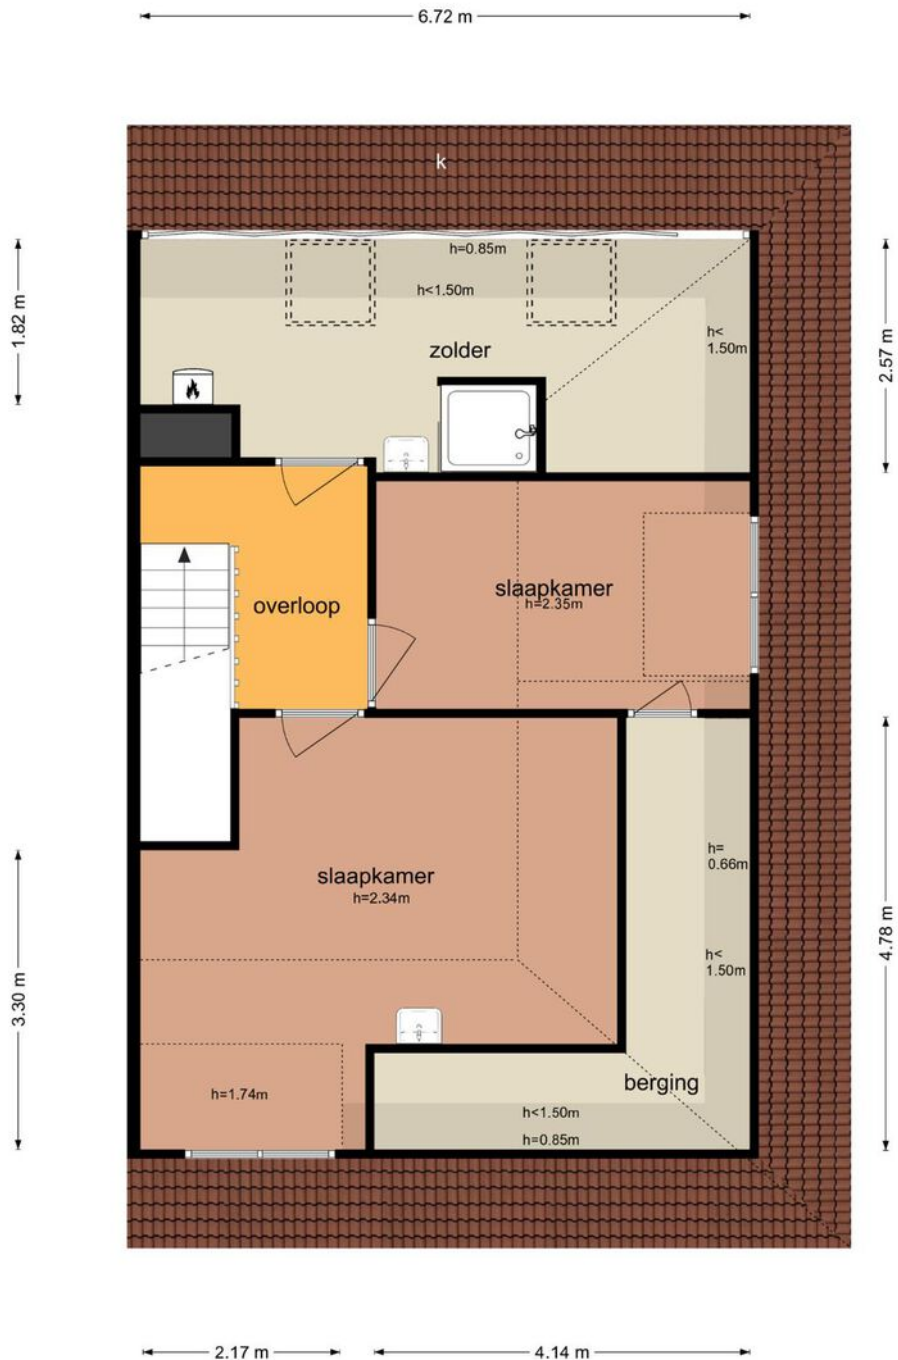 6.72 m
k
h=0.85m
h<1.50m
zolder
h<
1.50m
1.82 m
2.57 m
slaapkamer
h=2.35m
overloop
slaapkamer
h=2.34m
h=
0.66m
h<
1.50m
3.30 m
4.78 m
h=1.74m
berging
h<1.50m
h=0.85m
2.17 m
4.14 m